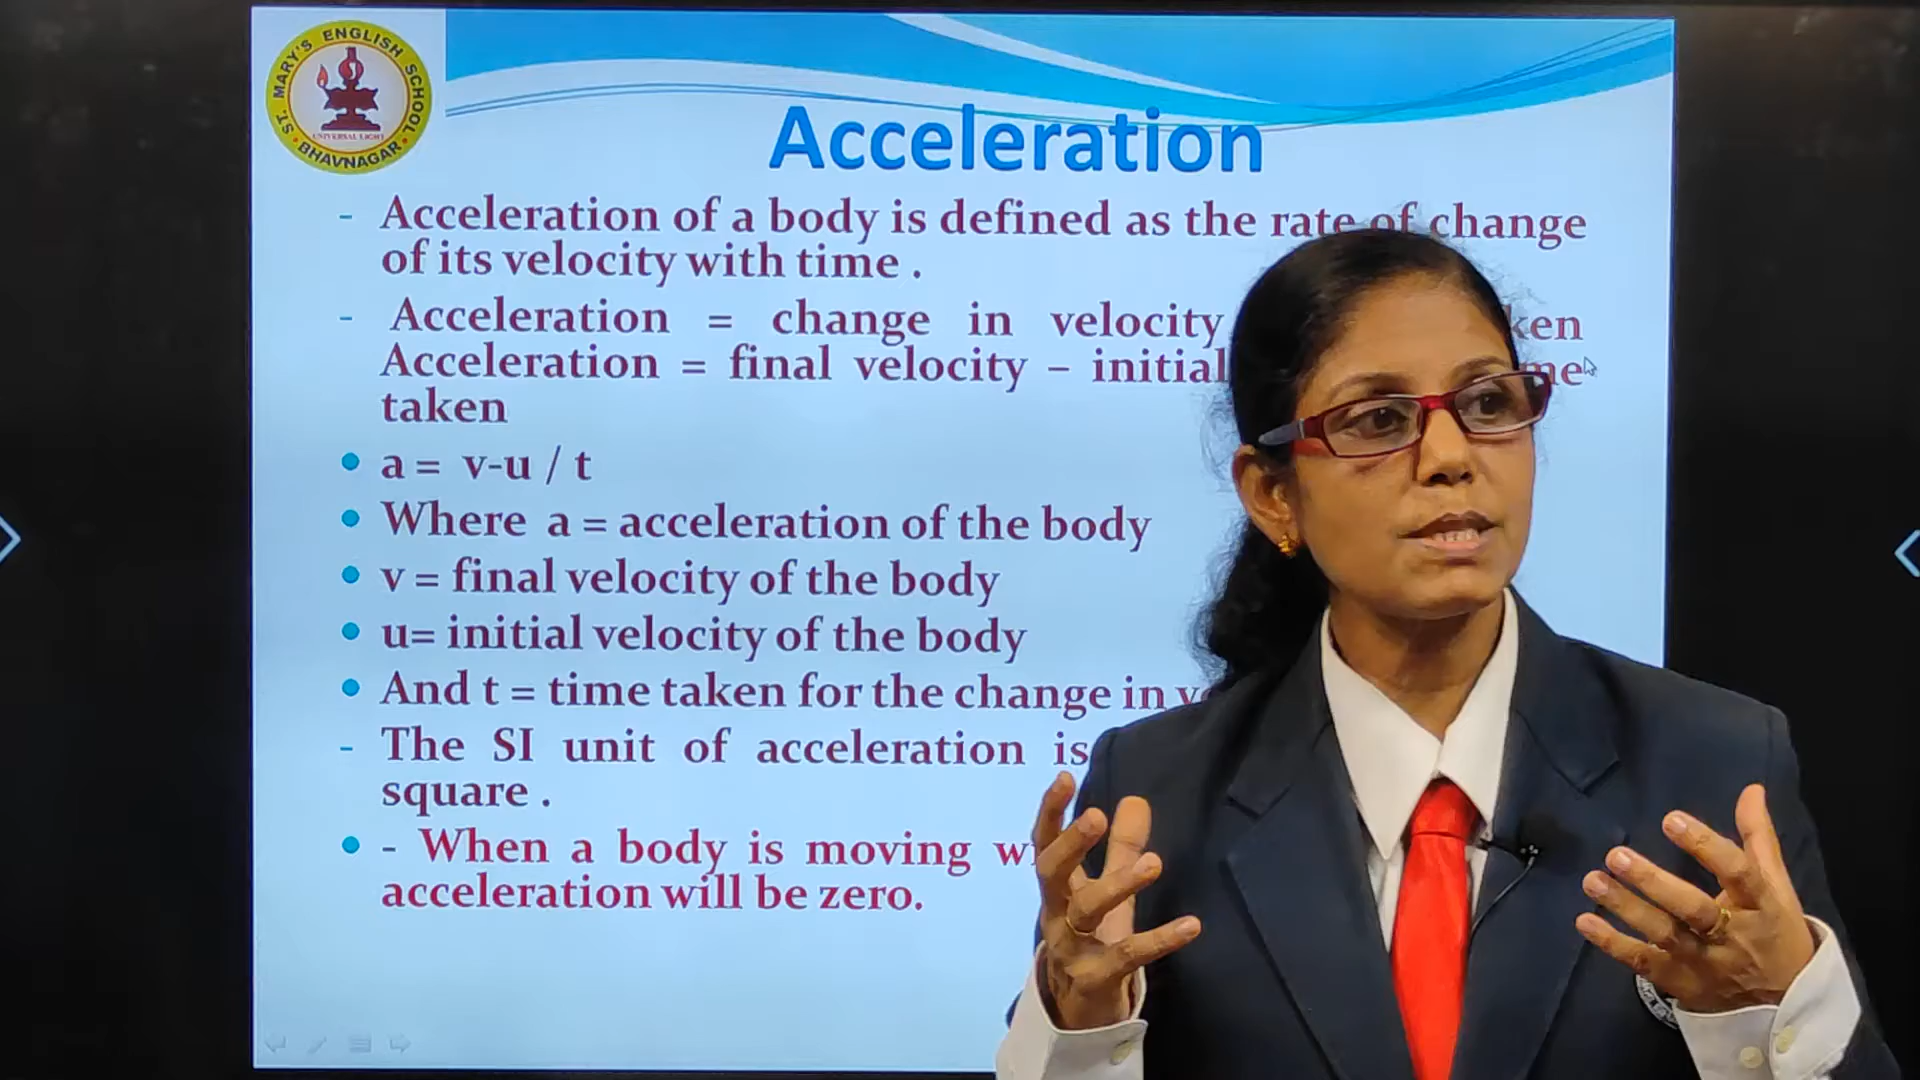 ST. MARY'S ENGLISH SCHOOL
UNIVERSAL LIGHT
BHAVNAGAR
Acceleration
- Acceleration of a body is defined as the rate of change
of its velocity with time .
- Acceleration = change in velocity
Acceleration = final velocity – initial
taken
• a = v-u / t
• Where a = acceleration of the body
• v = final velocity of the body
• u= initial velocity of the body
• And t = time taken for the change in
- The SI unit of acceleration is
square .
• - When a body is moving
acceleration will be zero.